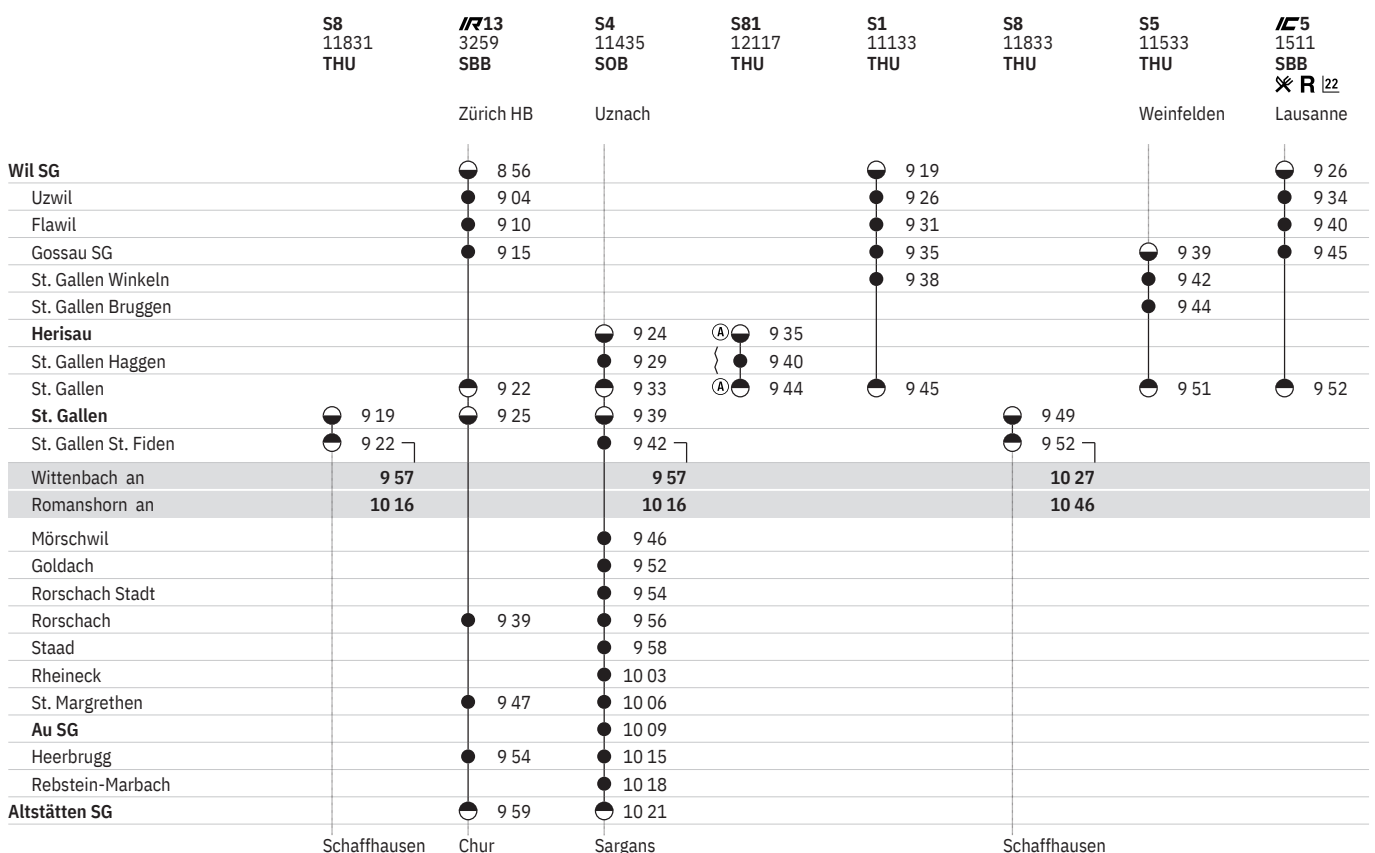 S8 IR13 S4 S81 S1 S8 S5 IC5
11831 3259 11435 12117 11133 11833 11533 1511
THU SBB SOB THU THU THU THU SBB
R 22
Zürich HB Uznach Weinfelden Lausanne
Wil SG 8 56 9 19 9 26
Uzwil 9 04 9 26 9 34
Flawil 9 10 9 31 9 40
Gossau SG 9 15 9 35 9 39 9 45
St. Gallen Winkeln 9 38 9 42
St. Gallen Bruggen 9 44
Herisau 9 24 A 9 35
St. Gallen Haggen 9 29 9 40
St. Gallen 9 22 9 33 A 9 44 9 45 9 51 9 52
St. Gallen 9 19 9 25 9 39 9 49
St. Gallen St. Fiden 9 22 9 42 9 52
Wittenbach an 9 57 9 57 10 27
Romanshorn an 10 16 10 16 10 46
Mörschwil 9 46
Goldach 9 52
Rorschach Stadt 9 54
Rorschach 9 39 9 56
Staad 9 58
Rheineck 10 03
St. Margrethen 9 47 10 06
Au SG 10 09
Heerbrugg 9 54 10 15
Rebstein-Marbach 10 18
Altstätten SG 9 59 10 21
Schaffhausen Chur Sargans Schaffhausen